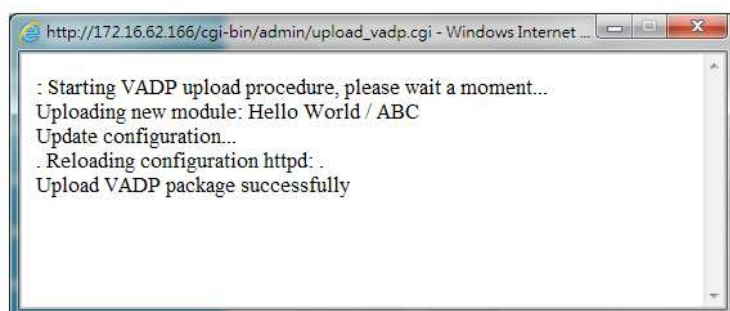 http://172.16.62.166/cgi-bin/admin/upload_vadp.cgi - Windows Internet ...
: Starting VADP upload procedure, please wait a moment...
Uploading new module: Hello World / ABC
Update configuration...
. Reloading configuration httpd: .
Upload VADP package successfully